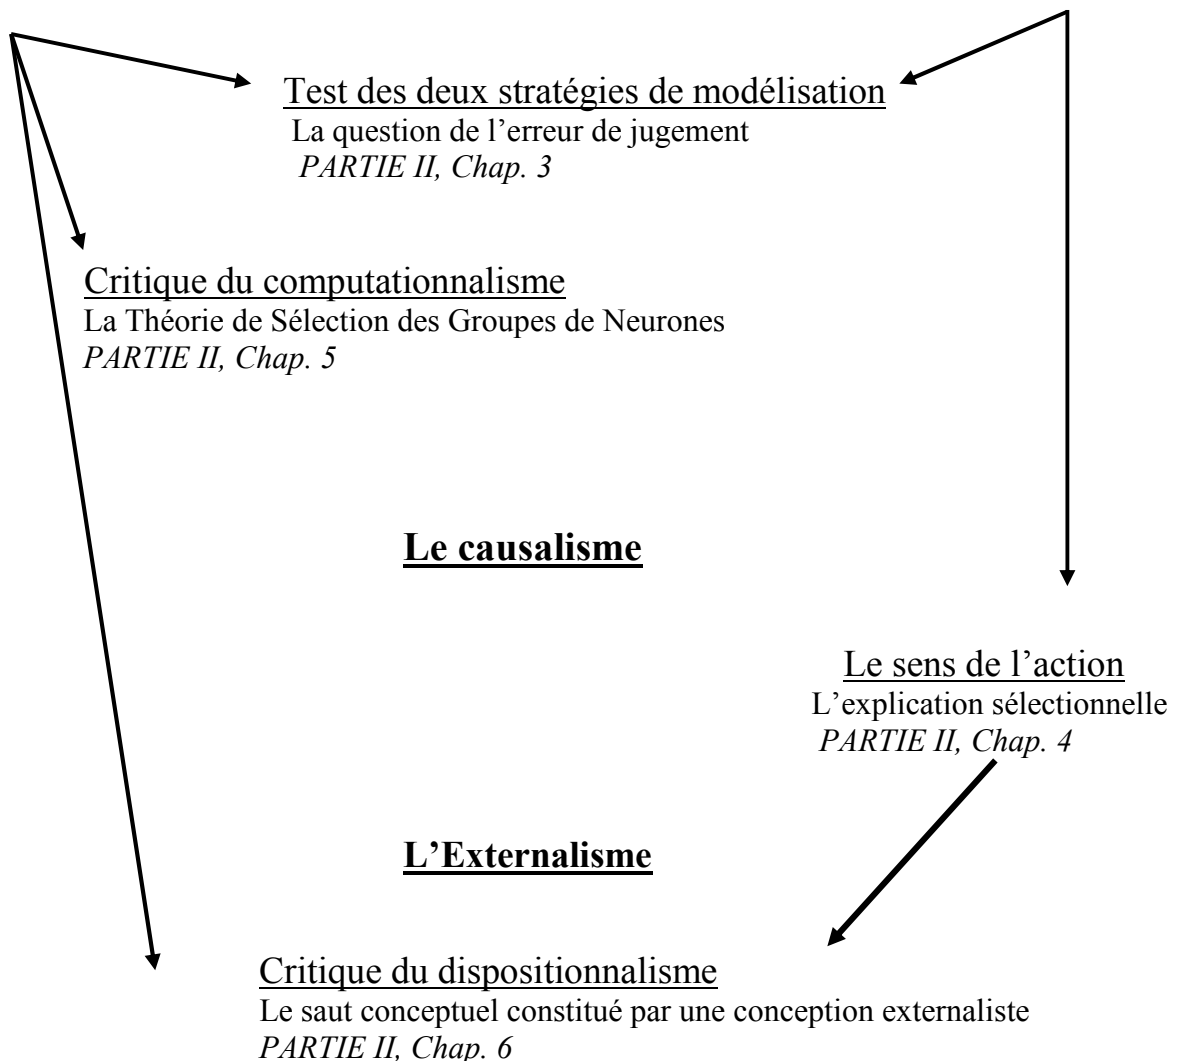 Test des deux stratégies de modélisation
La question de l’erreur de jugement
PARTIE II, Chap. 3
Critique du computationnalisme
La Théorie de Sélection des Groupes de Neurones
PARTIE II, Chap. 5
Le causalisme
Le sens de l’action
L’explication sélectionnelle
PARTIE II, Chap. 4
L’Externalisme
Critique du dispositionnalisme
Le saut conceptuel constitué par une conception externaliste
PARTIE II, Chap. 6